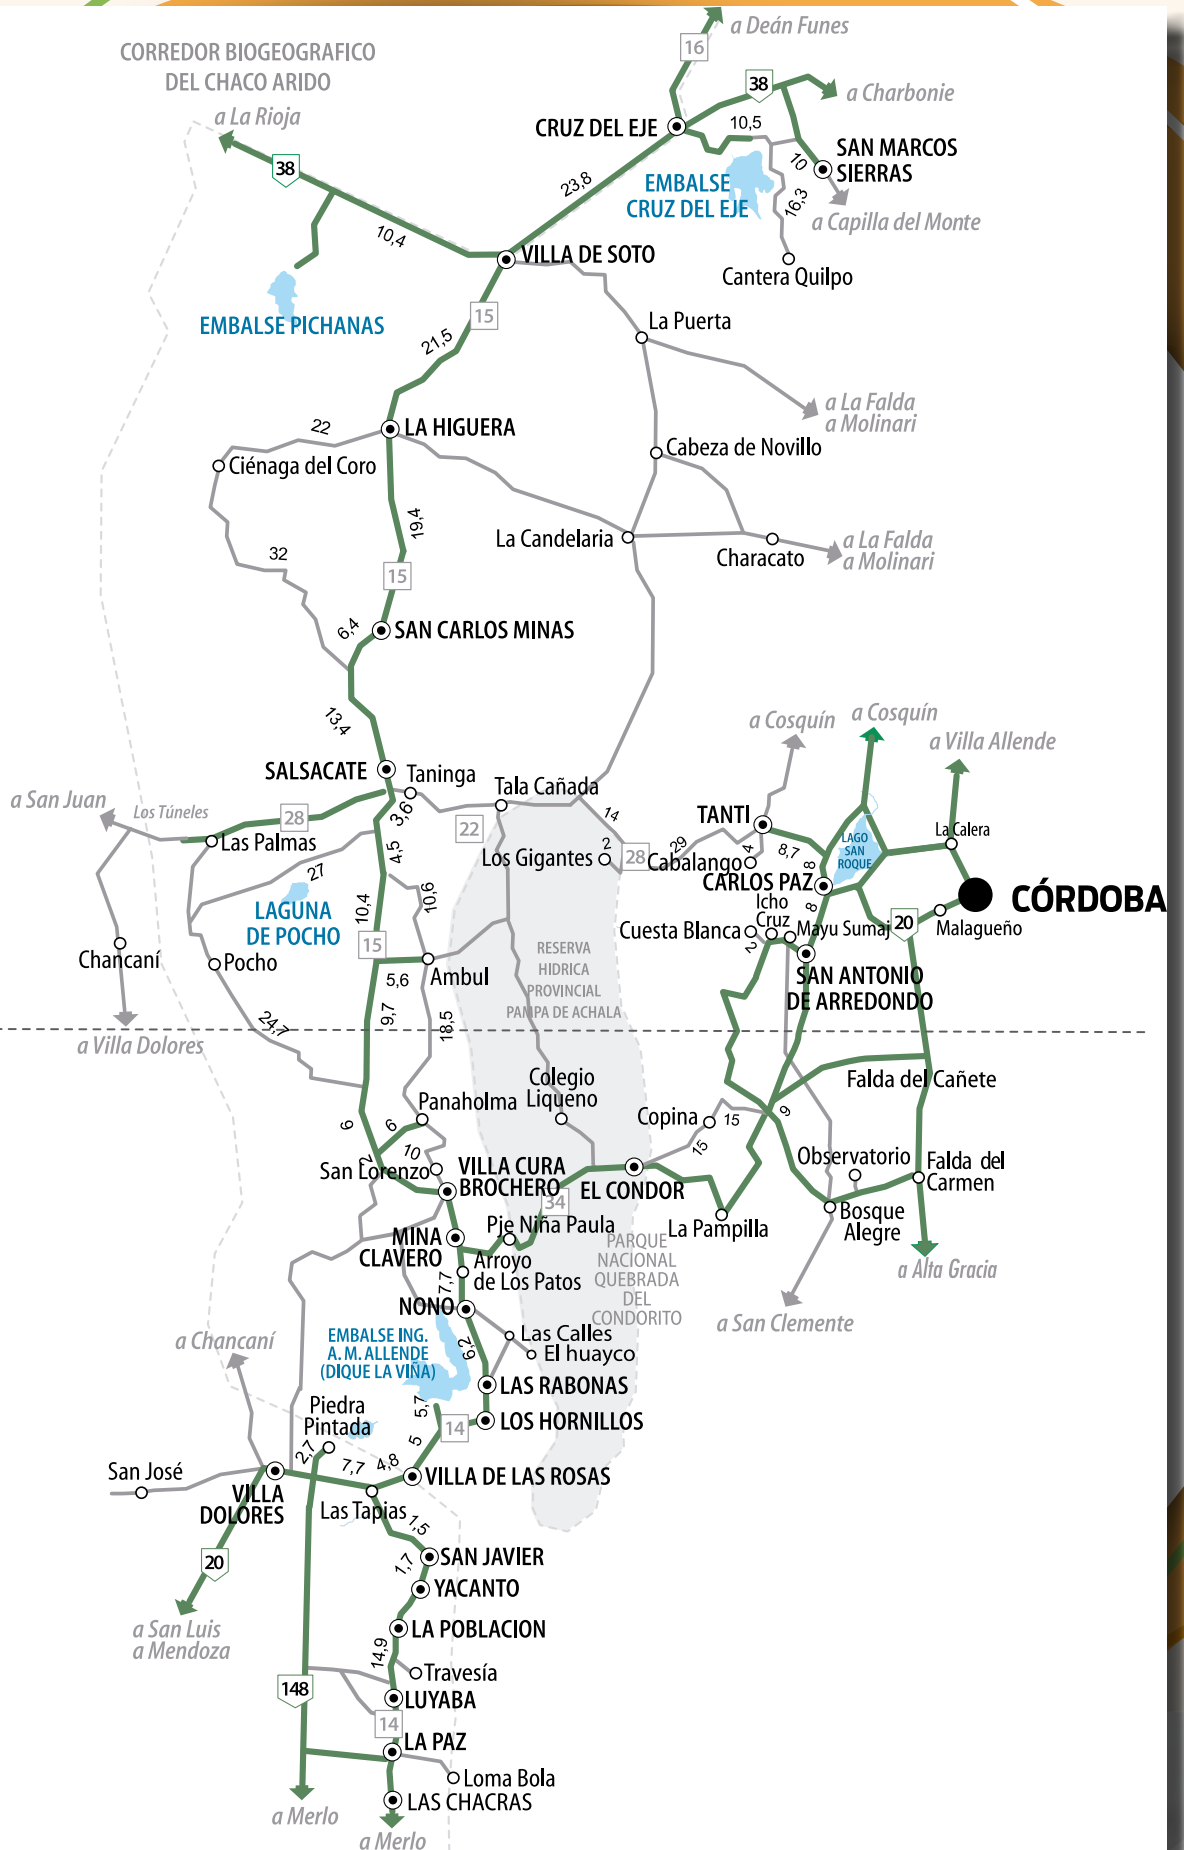 a Deán Funes
16
CORREDOR BIOGEOGRAFICO
DEL CHACO ARIDO
a La Rioja
38
a Charbonie
10,5
CRUZ DEL EJE
SAN MARCOS
SIERRAS
10
38
23,8
EMBALSE
CRUZ DEL EJE
16,3
a Capilla del Monte
10,4
VILLA DE SOTO
Cantera Quilpo
EMBALSE PICHANAS
15
La Puerta
21,5
a La Falda
a Molinari
22
LA HIGUERA
Ciénaga del Coro
Cabeza de Novillo
19,4
La Candelaria
Characato
a La Falda
a Molinari
32
15
6,4
SAN CARLOS MINAS
13,4
a Cosquín
a Cosquín
a Villa Allende
SALSACATE
Taninga
Tala Cañada
a San Juan
Los Túneles
28
3,6
22
14
TANTI
La Calera
Las Palmas
4,5
Los Gigantes
2
28
29
Cabalango
4
8,7
8
LAGO
SAN
ROQUE
27
CARLOS PAZ
CÓRDOBA
LAGUNA
DE POCHO
10,4
10,6
Icho
Cruz
8
20
Malagueño
Cuesta Blanca
2
Mayu Sumaj
Chancaní
15
Pocho
Ambul
5,6
RESERVA
HIDRICA
PROVINCIAL
PAMPA DE ACHALA
SAN ANTONIO
DE ARREDONDO
9,7
18,5
24,7
a Villa Dolores
Falda del Cañete
Colegio
Liqueno
Panaholma
Copina
15
9
6
6
15
10
2
San Lorenzo
VILLA CURA
BROCHERO
Observatorio
Falda del
Carmen
EL CONDOR
34
La Pampilla
Bosque
Alegre
Pje Niña Paula
MINA
CLAVERO
Arroyo
de Los Patos
7,7
PARQUE
NACIONAL
QUEBRADA
DEL
CONDORITO
a Alta Gracia
NONO
a San Clemente
EMBALSE ING.
A. M. ALLENDE
(DIQUE LA VIÑA)
6,2
Las Calles
El huayco
a Chancaní
LAS RABONAS
5,7
Piedra
Pintada
14
LOS HORNILLOS
5
2,7
7,7
4,8
VILLA DE LAS ROSAS
San José
VILLA
DOLORES
Las Tapias
1,5
20
SAN JAVIER
1,7
YACANTO
a San Luis
a Mendoza
LA POBLACION
14,9
Travesía
148
LUYABA
14
LA PAZ
Loma Bola
LAS CHACRAS
a Merlo
a Merlo